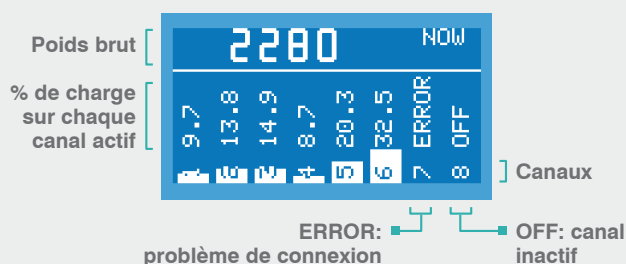 Poids brut
2280 NOW
% de charge
sur chaque
canal actif
9.7 13.8 14.9 8.7 20.3 32.5 ERROR OFF
1 2 3 4 5 6 7 8
Canaux
ERROR:
problème de connexion
OFF: canal
inactif